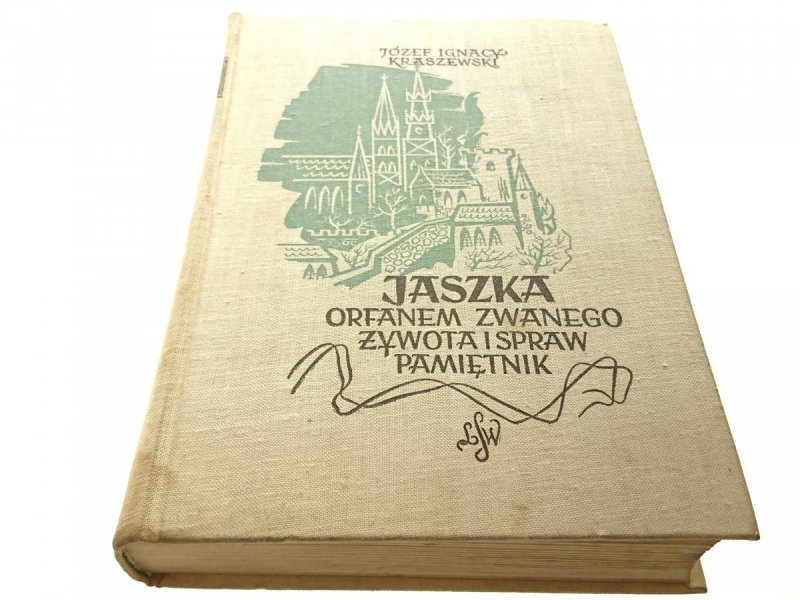 JÓZEF IGNACY
KRASZEWSKI
JASZKA
ORFANEM ZWANEGO
ŻYWOTA I SPRAW
PAMIĘTNIK
LSW